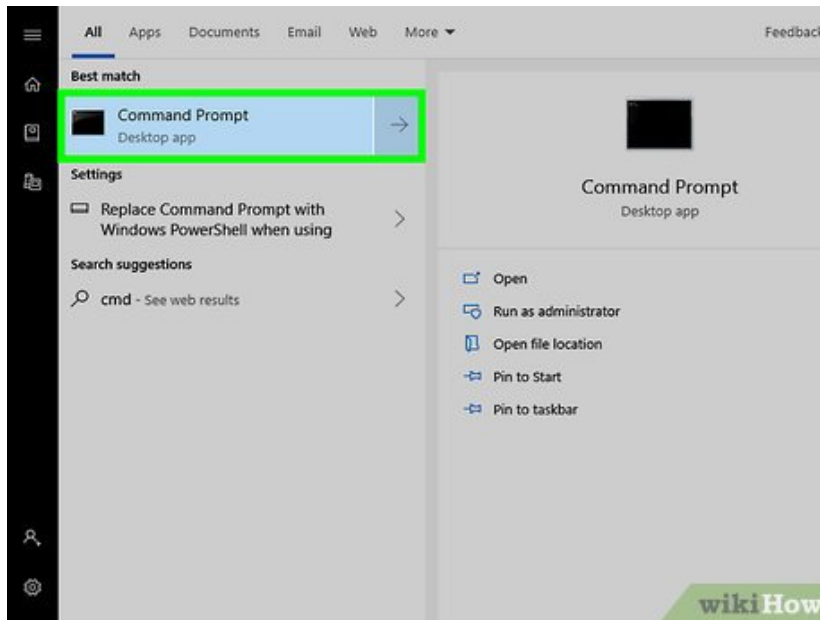 All Apps Documents Email Web More Feedback
Best match
Command Prompt
Desktop app
Settings
Replace Command Prompt with
Windows PowerShell when using
Search suggestions
cmd - See web results
Command Prompt
Desktop app
Open
Run as administrator
Open file location
Pin to Start
Pin to taskbar
wikiHow